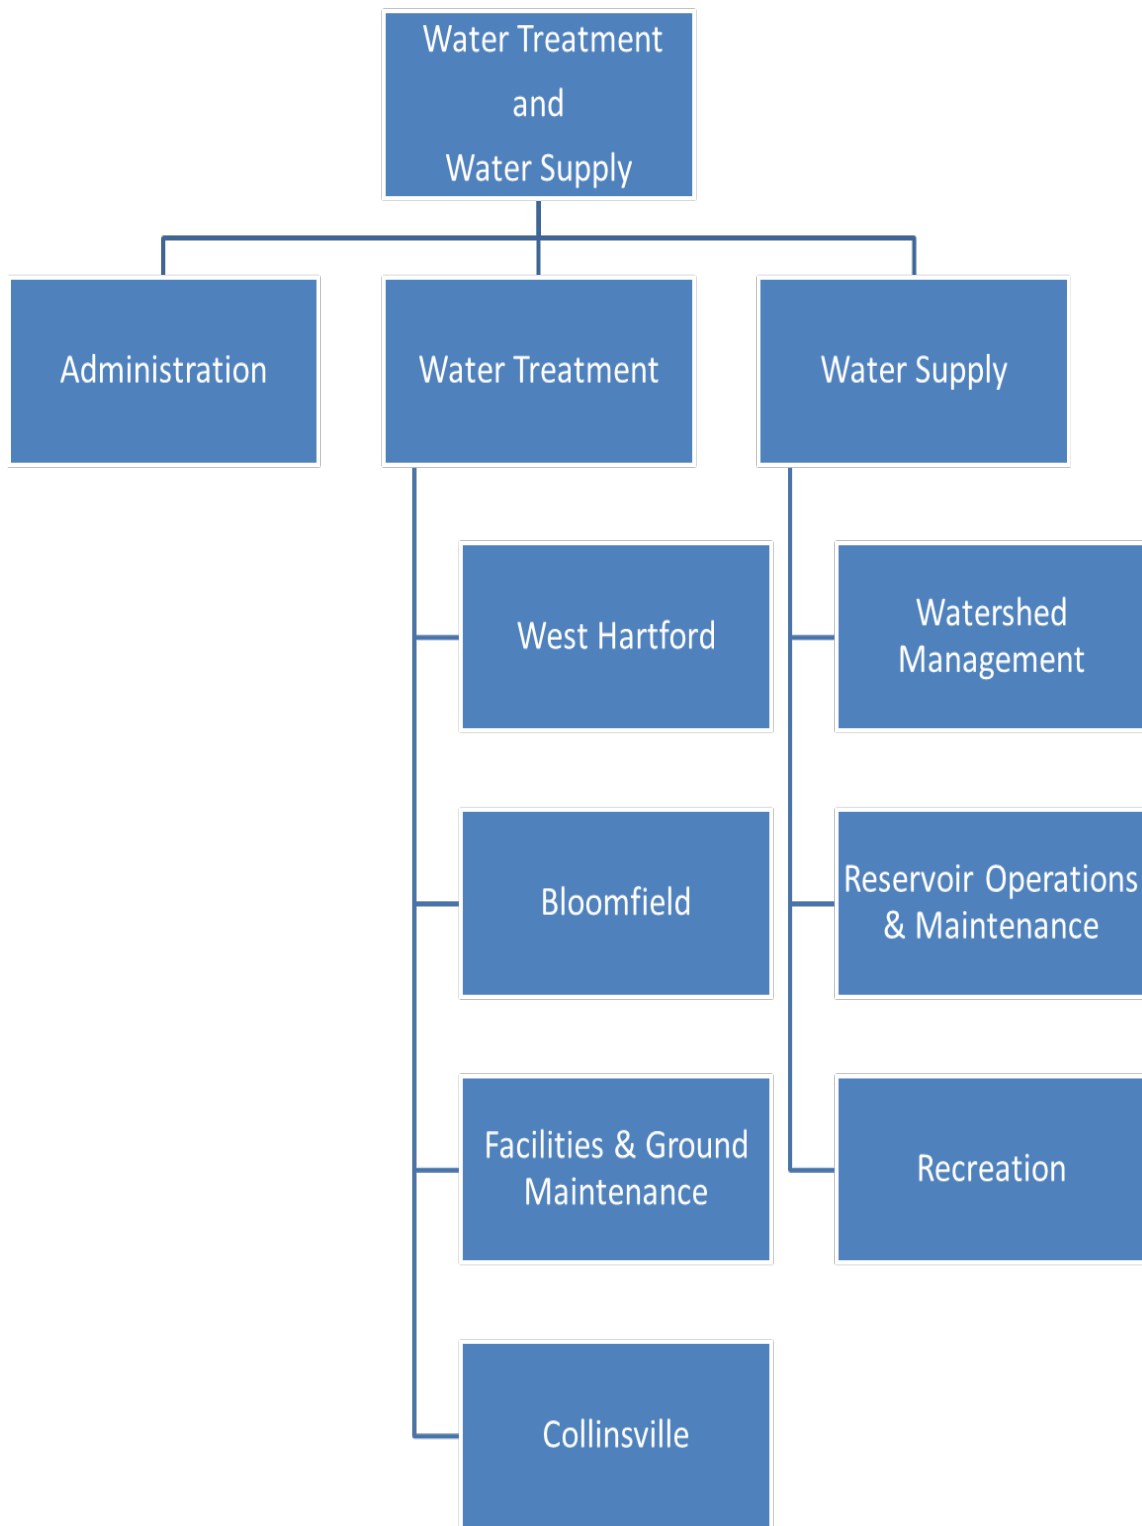 Water Treatment
and
Water Supply
Administration
Water Treatment
Water Supply
West Hartford
Watershed
Management
Bloomfield
Reservoir Operations
& Maintenance
Facilities & Ground
Maintenance
Recreation
Collinsville